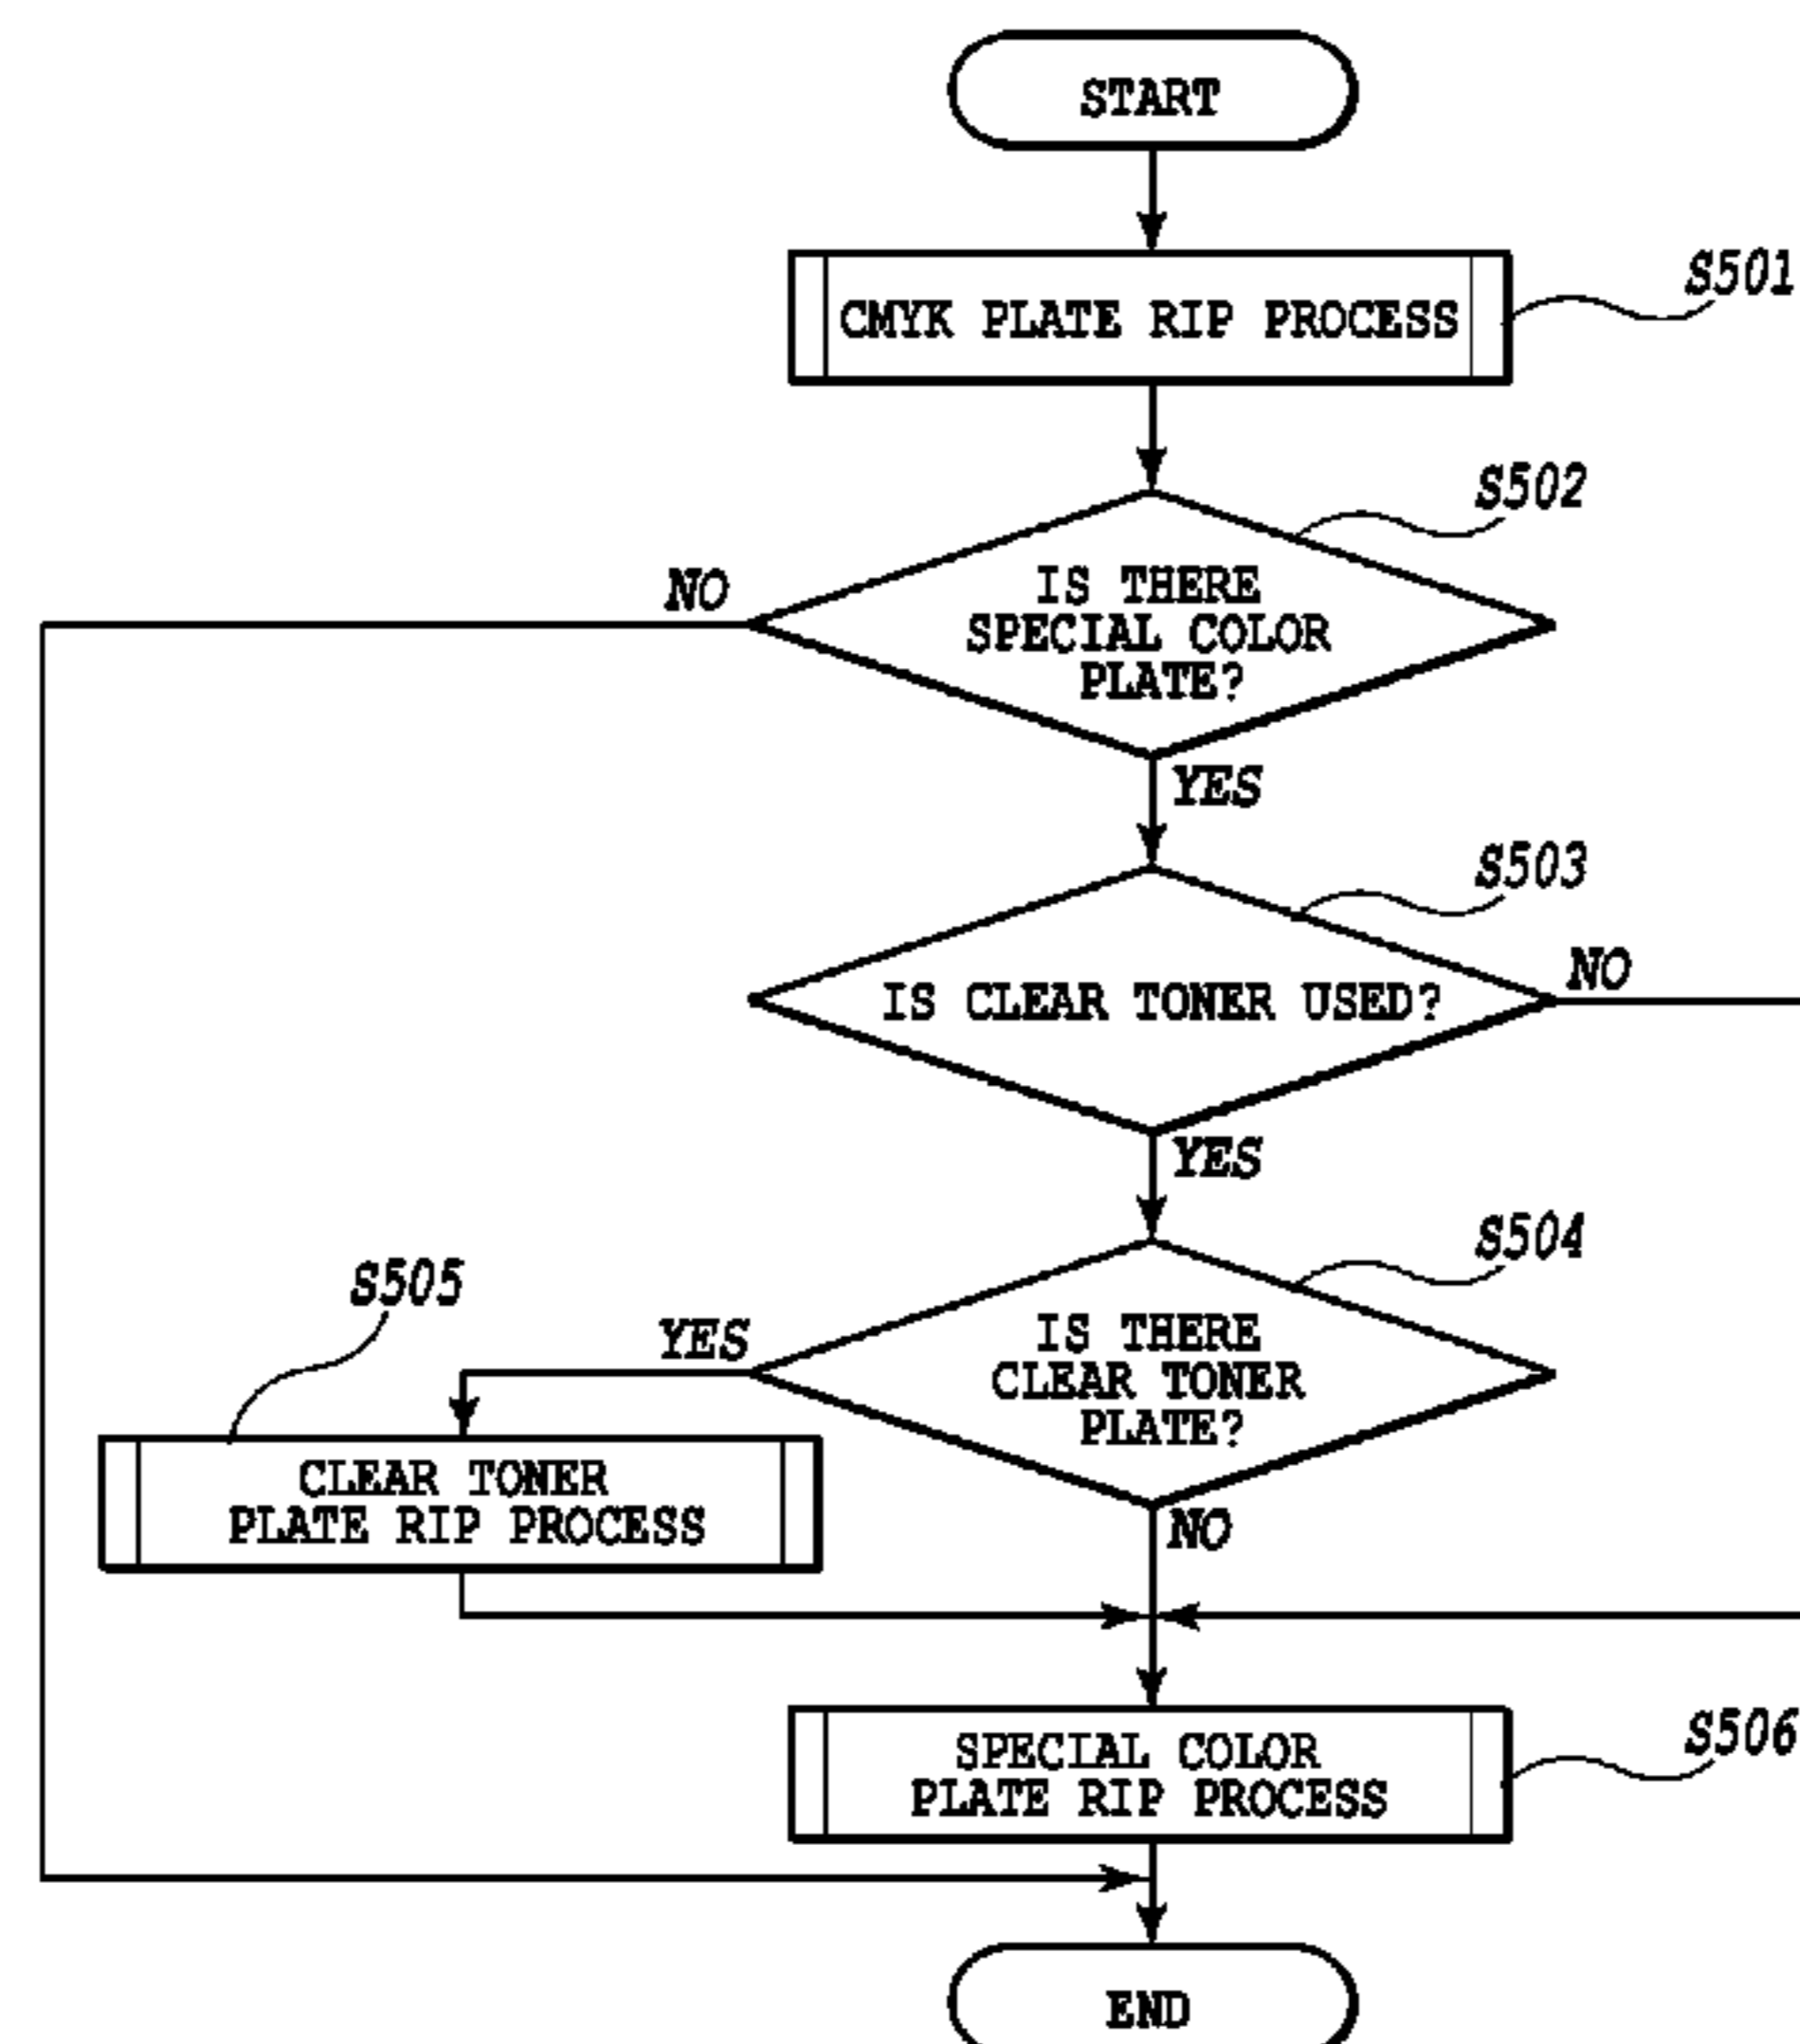 START
CMYK PLATE RIP PROCESS
S501
S502
IS THERE
SPECIAL COLOR
PLATE?
NO
YES
S503
IS CLEAR TONER USED?
NO
YES
S504
IS THERE
CLEAR TONER
PLATE?
YES
S505
CLEAR TONER
PLATE RIP PROCESS
NO
SPECIAL COLOR
PLATE RIP PROCESS
S506
END